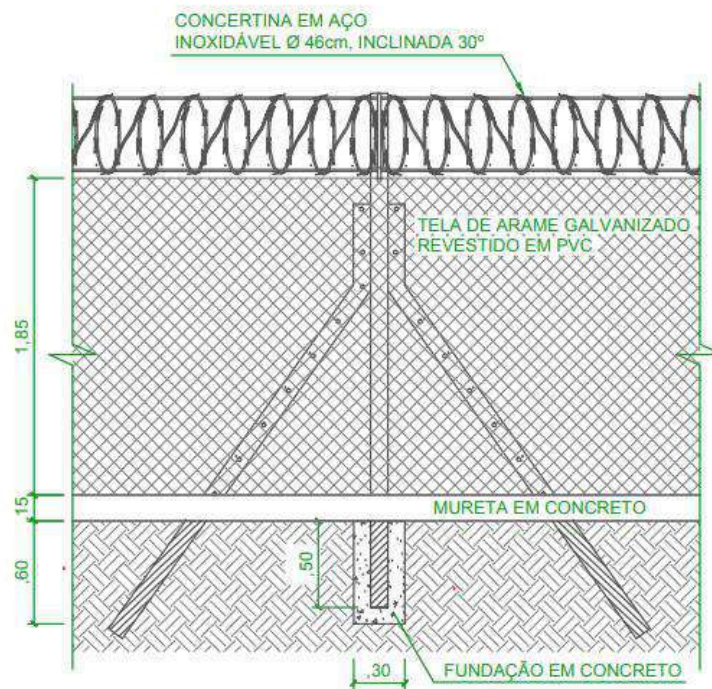 CONCERTINA EM AÇO
INOXIDÁVEL Ø 46cm, INCLINADA 30º
TELA DE ARAME GALVANIZADO
REVESTIDO EM PVC
1,85
15
MURETA EM CONCRETO
,60
,50
,30
FUNDAÇÃO EM CONCRETO